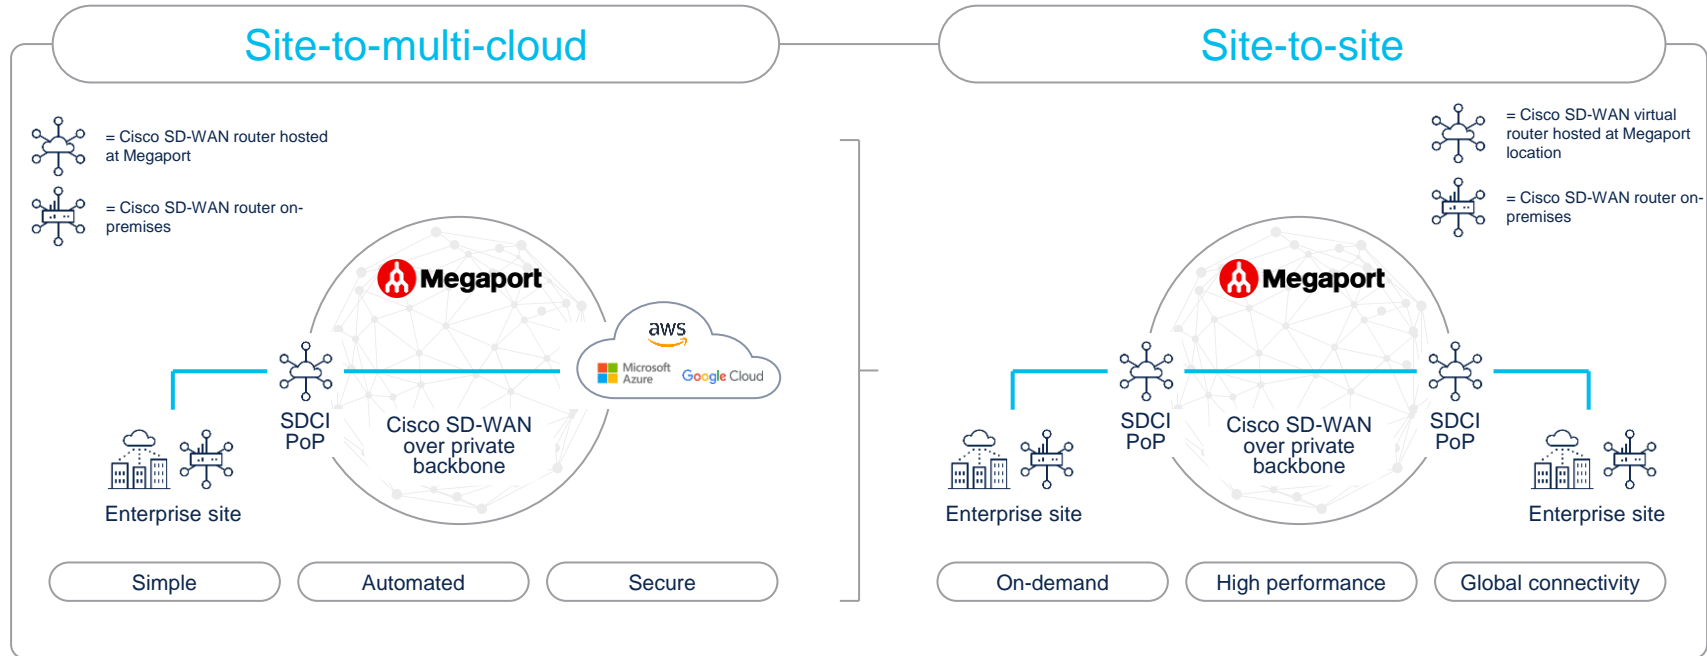 Site-to-multi-cloud
= Cisco SD-WAN router hosted
at Megaport
= Cisco SD-WAN router on-
premises
Megaport
aws
Microsoft
Azure
Google Cloud
SDCI
PoP
Cisco SD-WAN
over private
backbone
Enterprise site
Simple
Automated
Secure
Site-to-site
= Cisco SD-WAN virtual
router hosted at Megaport
location
= Cisco SD-WAN router on-
premises
Megaport
SDCI
PoP
Cisco SD-WAN
over private
backbone
SDCI
PoP
Enterprise site
Enterprise site
On-demand
High performance
Global connectivity